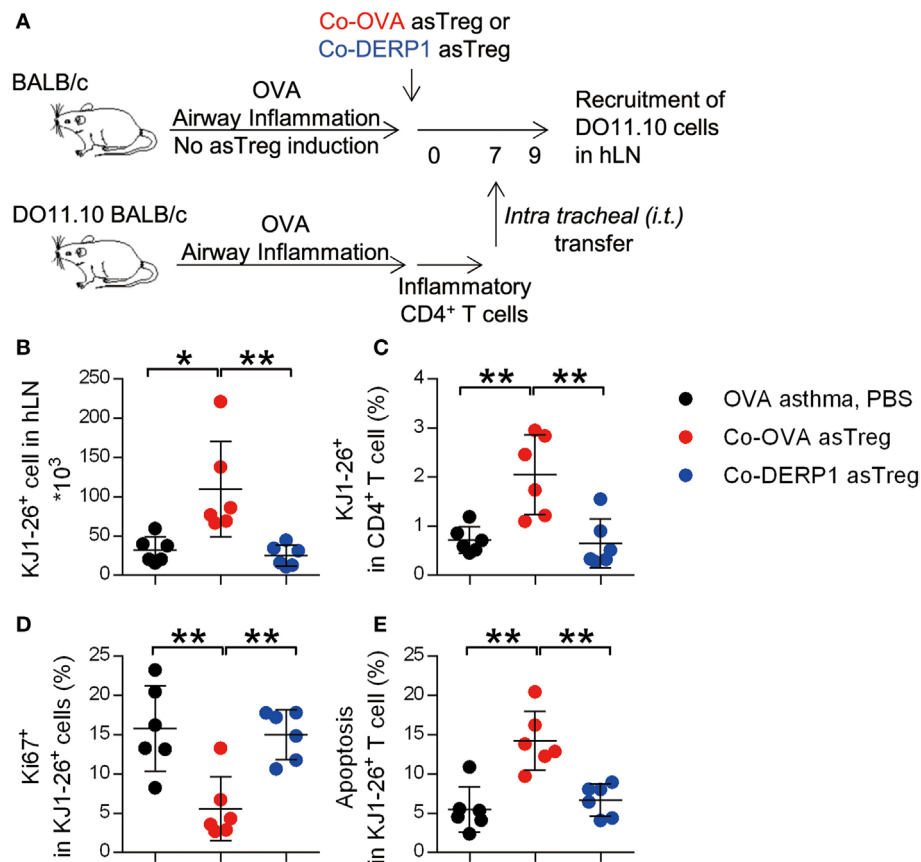 A
Co-OVA asTreg or
Co-DERP1 asTreg
BALB/c
OVA
Airway Inflammation
No asTreg induction
0 7 9
Recruitment of
DO11.10 cells
in hLN
DO11.10 BALB/c
OVA
Airway Inflammation
Intra tracheal (i.t.)
transfer
Inflammatory
CD4⁺ T cells
B
* **
KJ1-26⁺ cell in hLN
*10³
250
200
150
100
50
0
C
** **
KJ1-26⁺
in CD4⁺ T cell (%)
4
3
2
1
0
OVA asthma, PBS
Co-OVA asTreg
Co-DERP1 asTreg
D
** **
Ki67⁺
in KJ1-26⁺ cells (%)
25
20
15
10
5
0
E
** **
Apoptosis
in KJ1-26⁺ T cell (%)
25
20
15
10
5
0